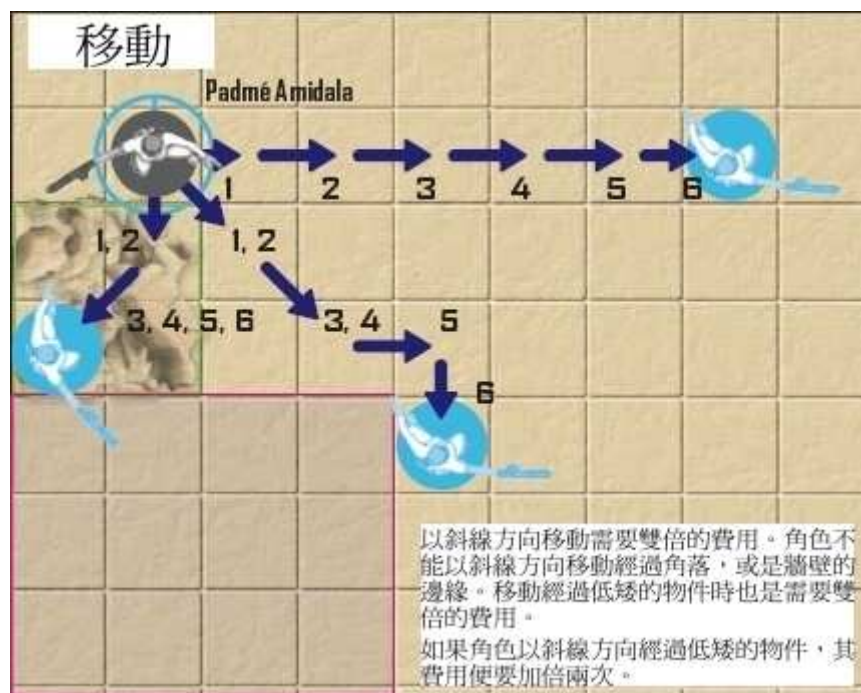 移動
Padmé Amidala
1 2 3 4 5 6
1, 2 1, 2
3, 4, 5, 6 3, 4 5
6
以斜線方向移動需要雙倍的費用。角色不
能以斜線方向移動經過角落，或是牆壁的
邊緣。移動經過低矮的物件時也是需要雙
倍的費用。
如果角色以斜線方向經過低矮的物件，其
費用便要加倍兩次。